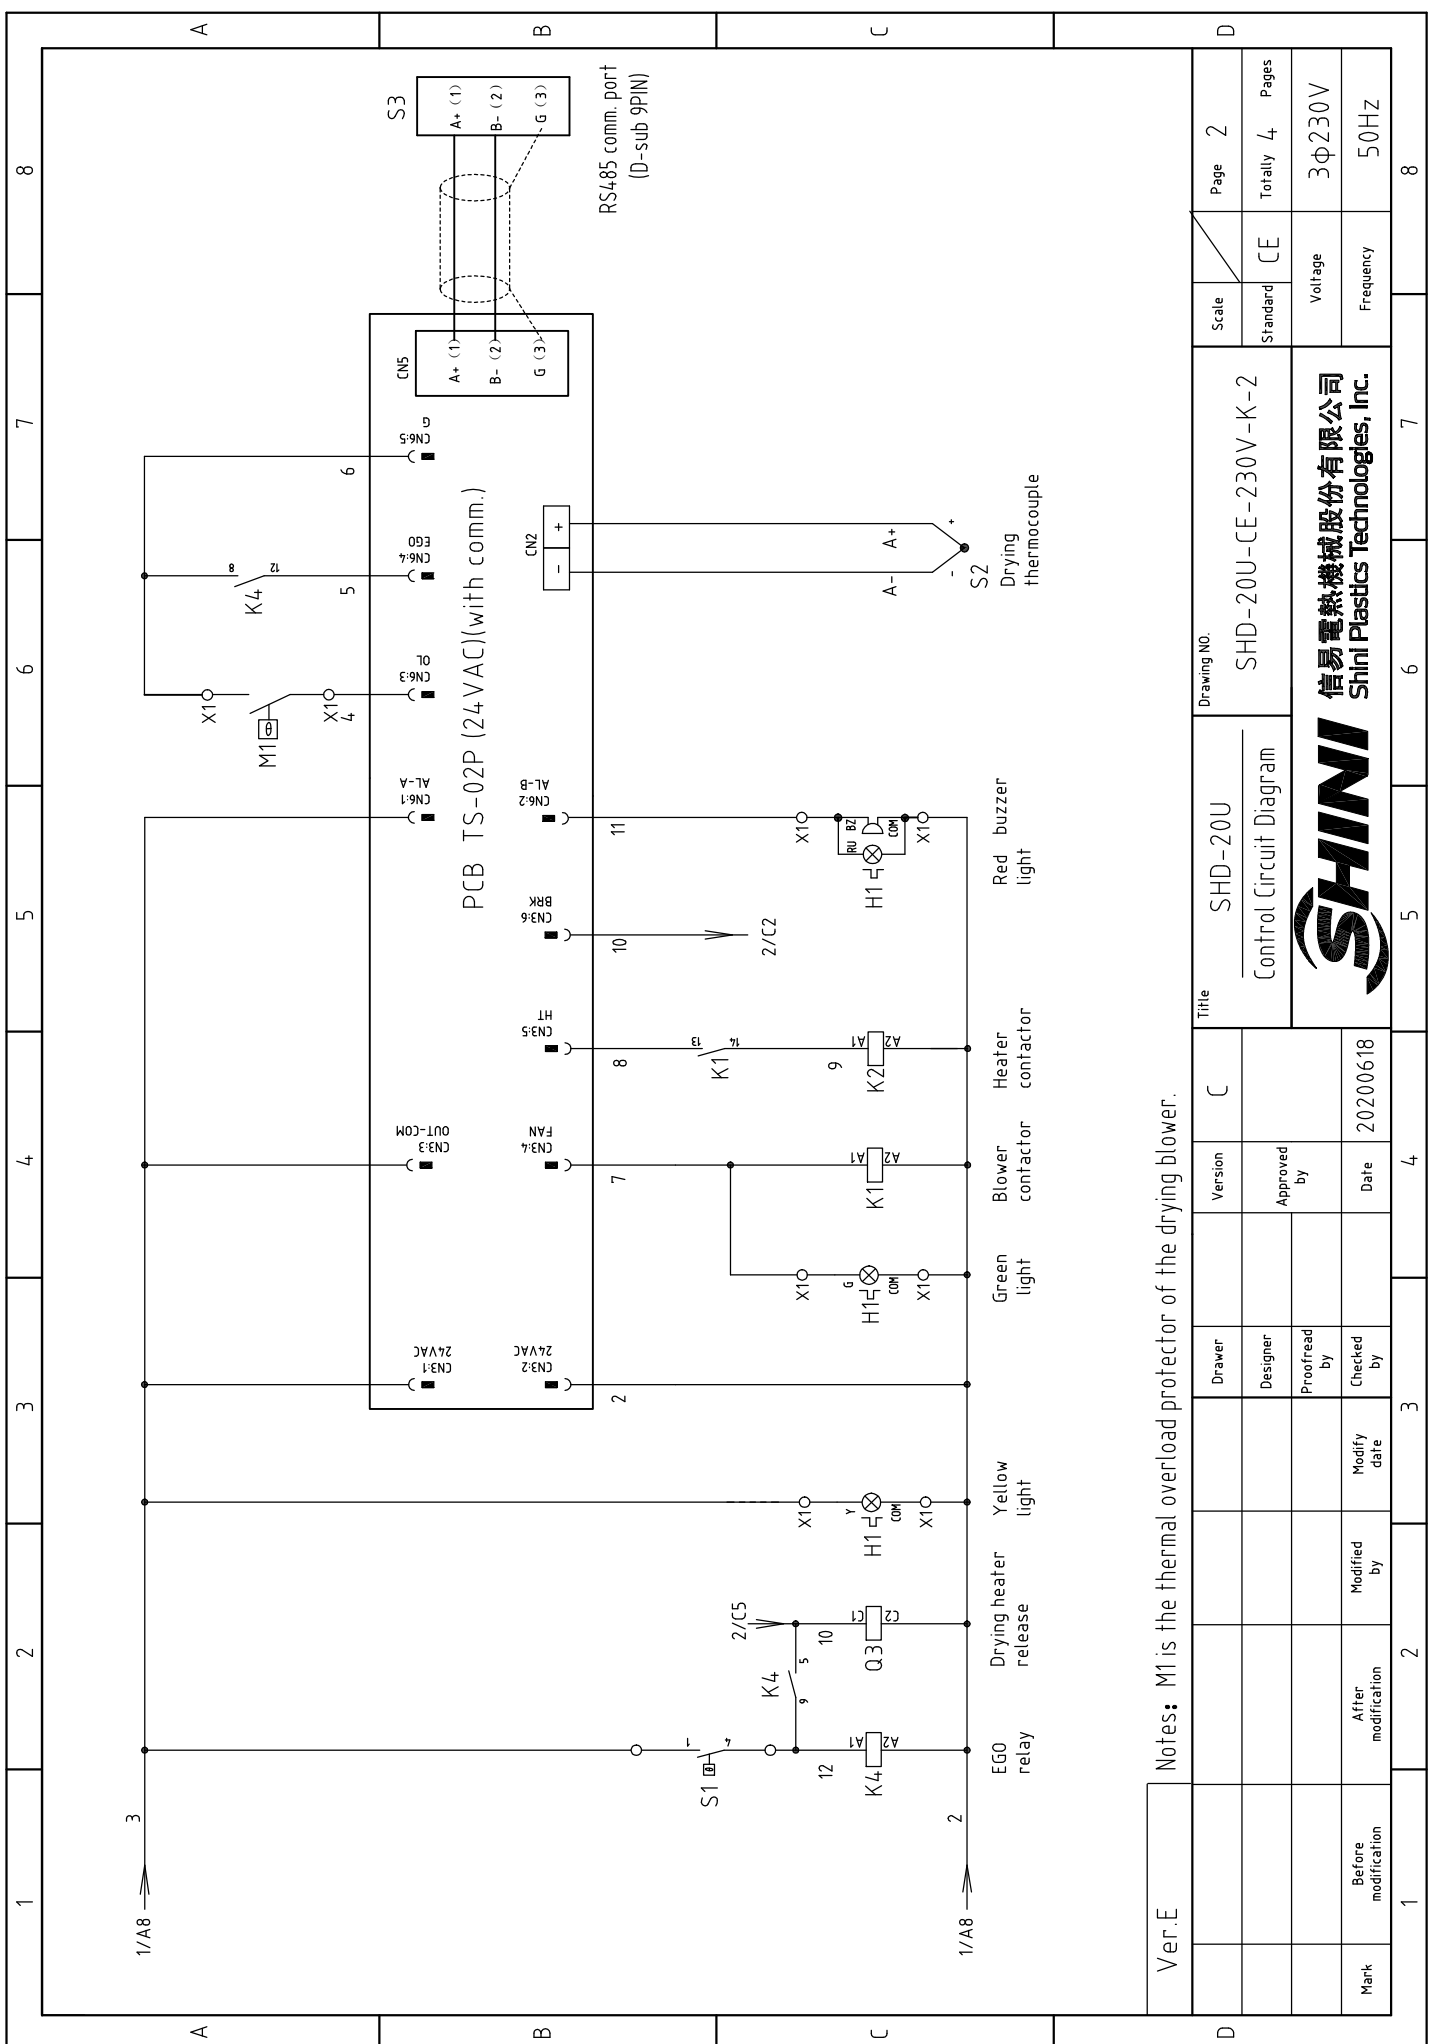 1 2 3 4 5 6 7 8
A A
B B
C C
D D
1/A8
3
1/A8
2
S1
1
4
12
K4
A1
A2
EGO
relay
K4
9
5
2/C5
10
Q3
C1
C2
Drying heater
release
X1
H1
Y
COM
X1
Yellow
light
CN3:1
24VAC
CN3:2
24VAC
2
X1
H1
G
COM
X1
Green
light
CN3:3
OUT-COM
CN3:4
FAN
7
K1
A1
A2
Blower
contactor
CN3:5
HT
8
K1
13
14
9
K2
A1
A2
Heater
contactor
CN3:6
BRK
10
2/C2
CN6:1
AL-A
CN6:2
AL-B
11
X1
H1
RU
BZ
COM
X1
Red buzzer
light
PCB TS-02P (24VAC)(with comm.)
X1
M1
θ
X1
4
CN6:3
OL
K4
8
12
5
CN6:4
EGO
6
CN6:5
G
CN2
- +
A- A+
- +
S2
Drying
thermocouple
CN5
A+ (1)
B- (2)
G (3)
S3
A+ (1)
B- (2)
G (3)
RS485 comm. port
(D-sub 9PIN)
Ver.E
Notes: M1 is the thermal overload protector of the drying blower.
Mark
Before
modification
After
modification
Modified
by
Modify
date
Drawer
Designer
Proofread
by
Checked
by
Version
C
Approved
by
Date
20200618
Title
SHD-20U
Control Circuit Diagram
Drawing NO.
SHD-20U-CE-230V-K-2
SHINI
信易電熱機械股份有限公司
Shini Plastics Technologies, Inc.
Scale
Page 2
Standard
CE
Totally 4 Pages
Voltage
3ф230V
Frequency
50Hz
1 2 3 4 5 6 7 8